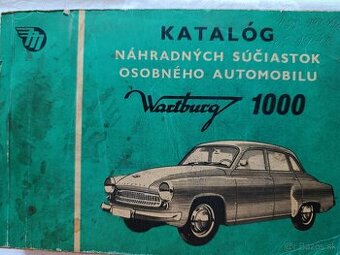 KATALÓG
NÁHRADNÝCH SÚČIASTOK
OSOBNÉHO AUTOMOBILU
Wartburg 1000